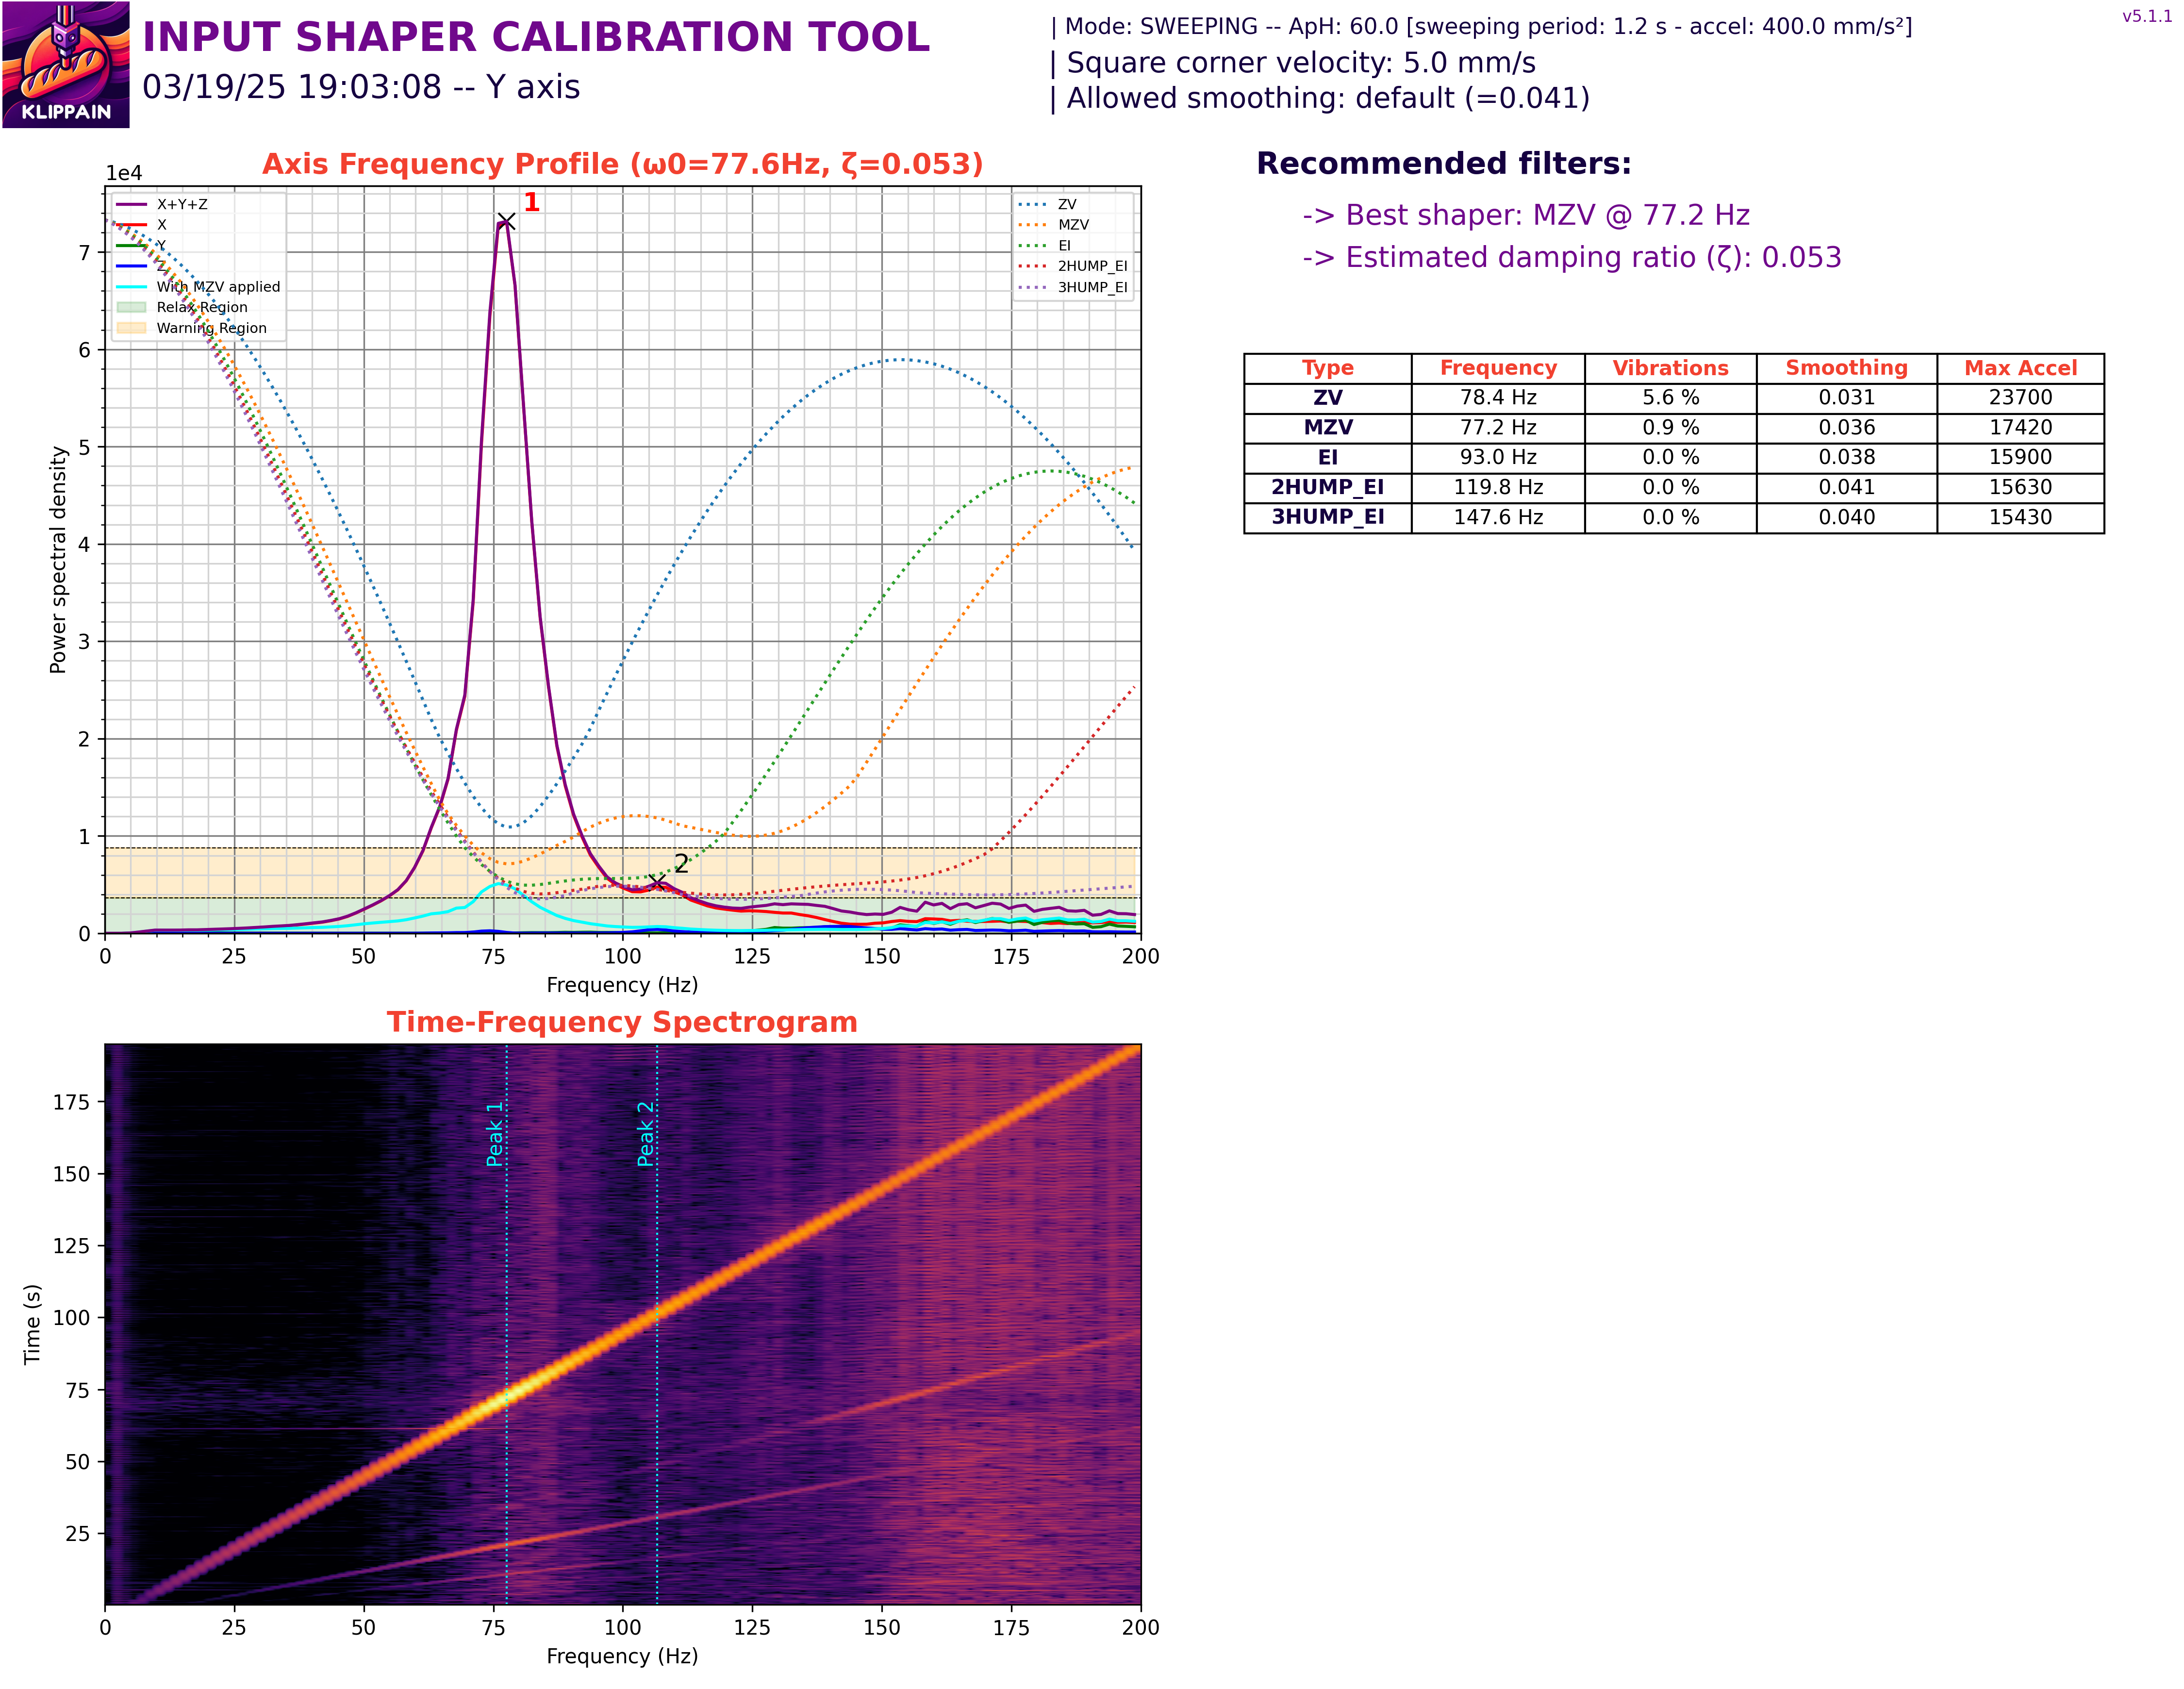 KLIPPAIN
INPUT SHAPER CALIBRATION TOOL
03/19/25 19:03:08 -- Y axis
| Mode: SWEEPING -- ApH: 60.0 [sweeping period: 1.2 s - accel: 400.0 mm/s²]
| Square corner velocity: 5.0 mm/s
| Allowed smoothing: default (=0.041)
v5.1.1
Axis Frequency Profile (ω0=77.6Hz, ζ=0.053)
1e4
X+Y+Z
X
Y
Z
With MZV applied
Relax Region
Warning Region
ZV
MZV
EI
2HUMP_EI
3HUMP_EI
1
2
Power spectral density
7
6
5
4
3
2
1
0
0 25 50 75 100 125 150 175 200
Frequency (Hz)
Recommended filters:
-> Best shaper: MZV @ 77.2 Hz
-> Estimated damping ratio (ζ): 0.053
Type Frequency Vibrations Smoothing Max Accel
ZV 78.4 Hz 5.6 % 0.031 23700
MZV 77.2 Hz 0.9 % 0.036 17420
EI 93.0 Hz 0.0 % 0.038 15900
2HUMP_EI 119.8 Hz 0.0 % 0.041 15630
3HUMP_EI 147.6 Hz 0.0 % 0.040 15430
Time-Frequency Spectrogram
Peak 1
Peak 2
Time (s)
175
150
125
100
75
50
25
0 25 50 75 100 125 150 175 200
Frequency (Hz)